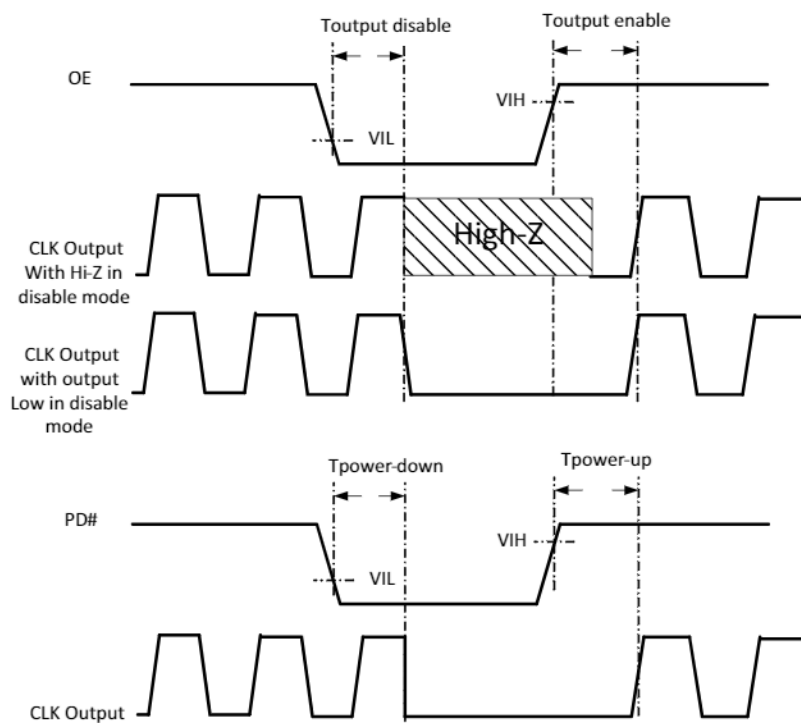 Toutput disable
Toutput enable
OE
VIH
VIL
High-Z
CLK Output
With Hi-Z in
disable mode
CLK Output
with output
Low in disable
mode
Tpower-down
Tpower-up
PD#
VIH
VIL
CLK Output